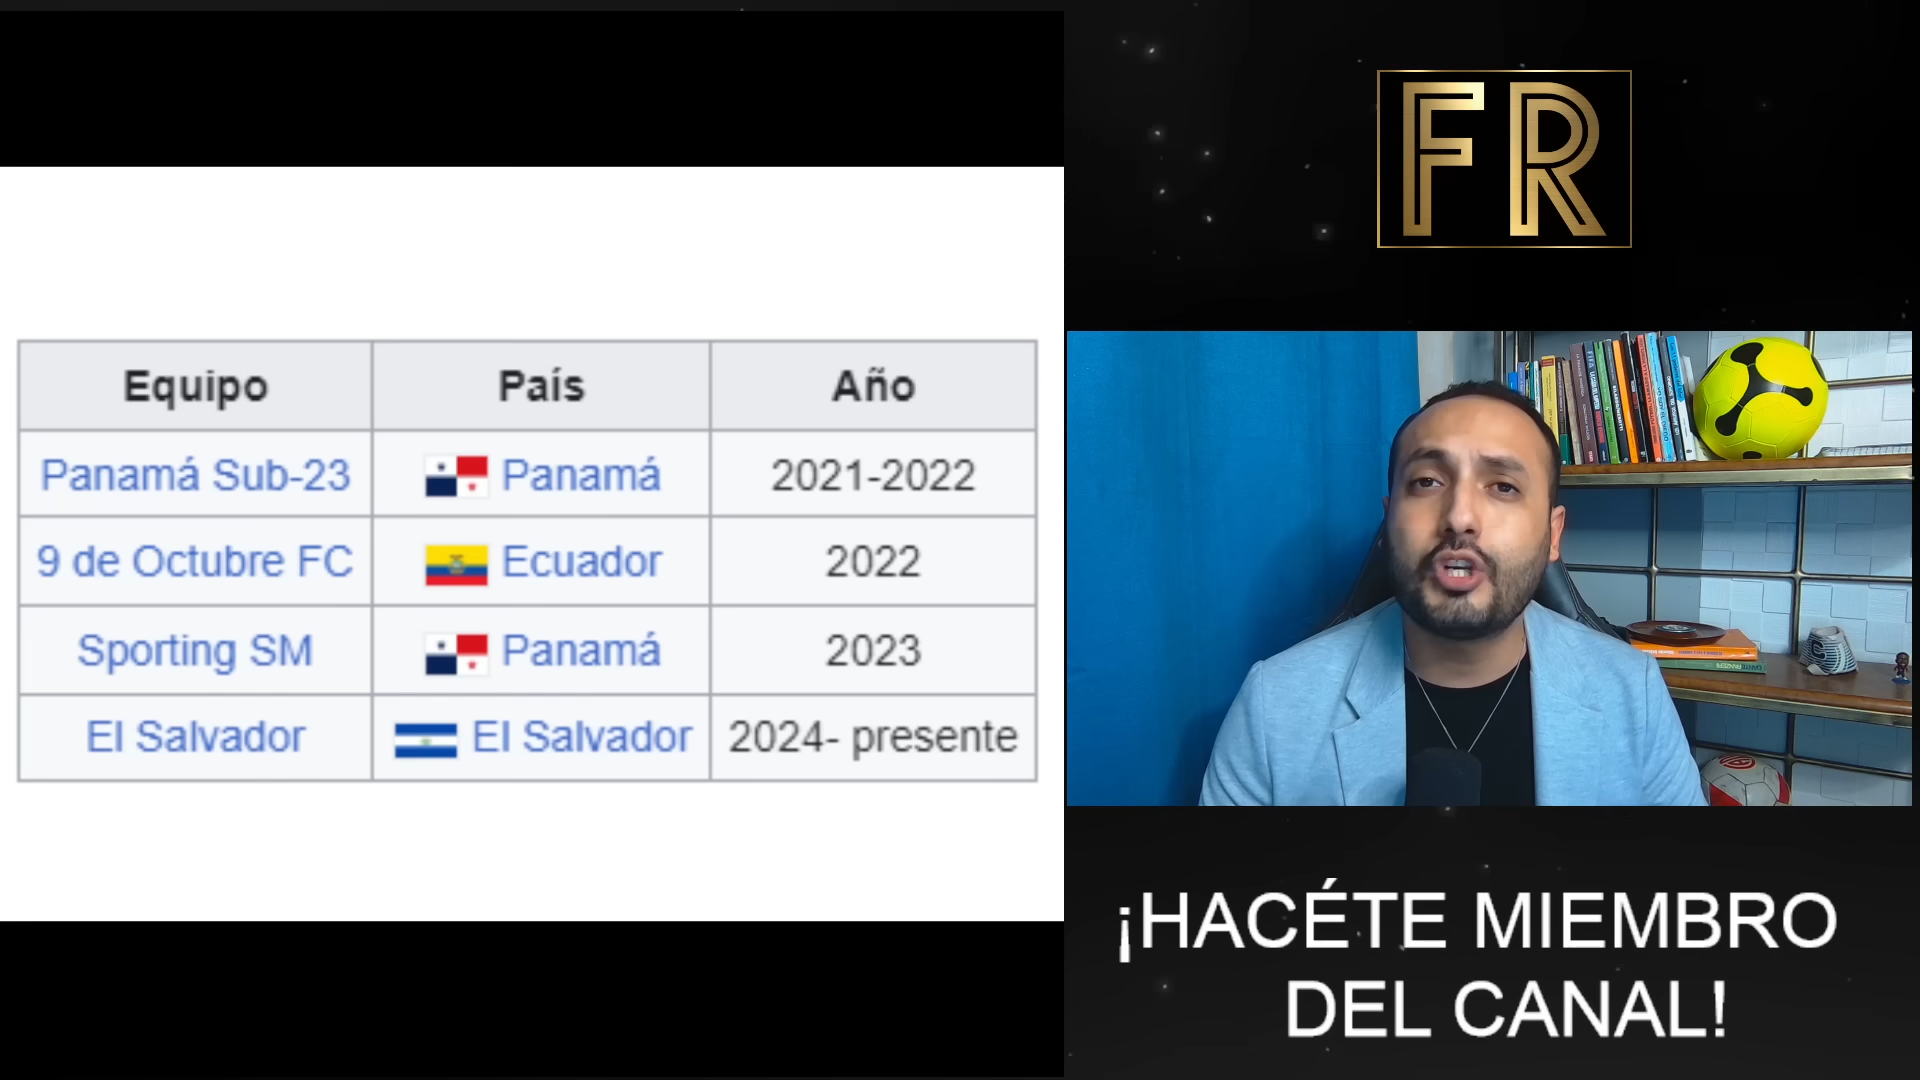 Equipo País Año
Panamá Sub-23 Panamá 2021-2022
9 de Octubre FC Ecuador 2022
Sporting SM Panamá 2023
El Salvador El Salvador 2024- presente
FR
¡HACÉTE MIEMBRO
DEL CANAL!